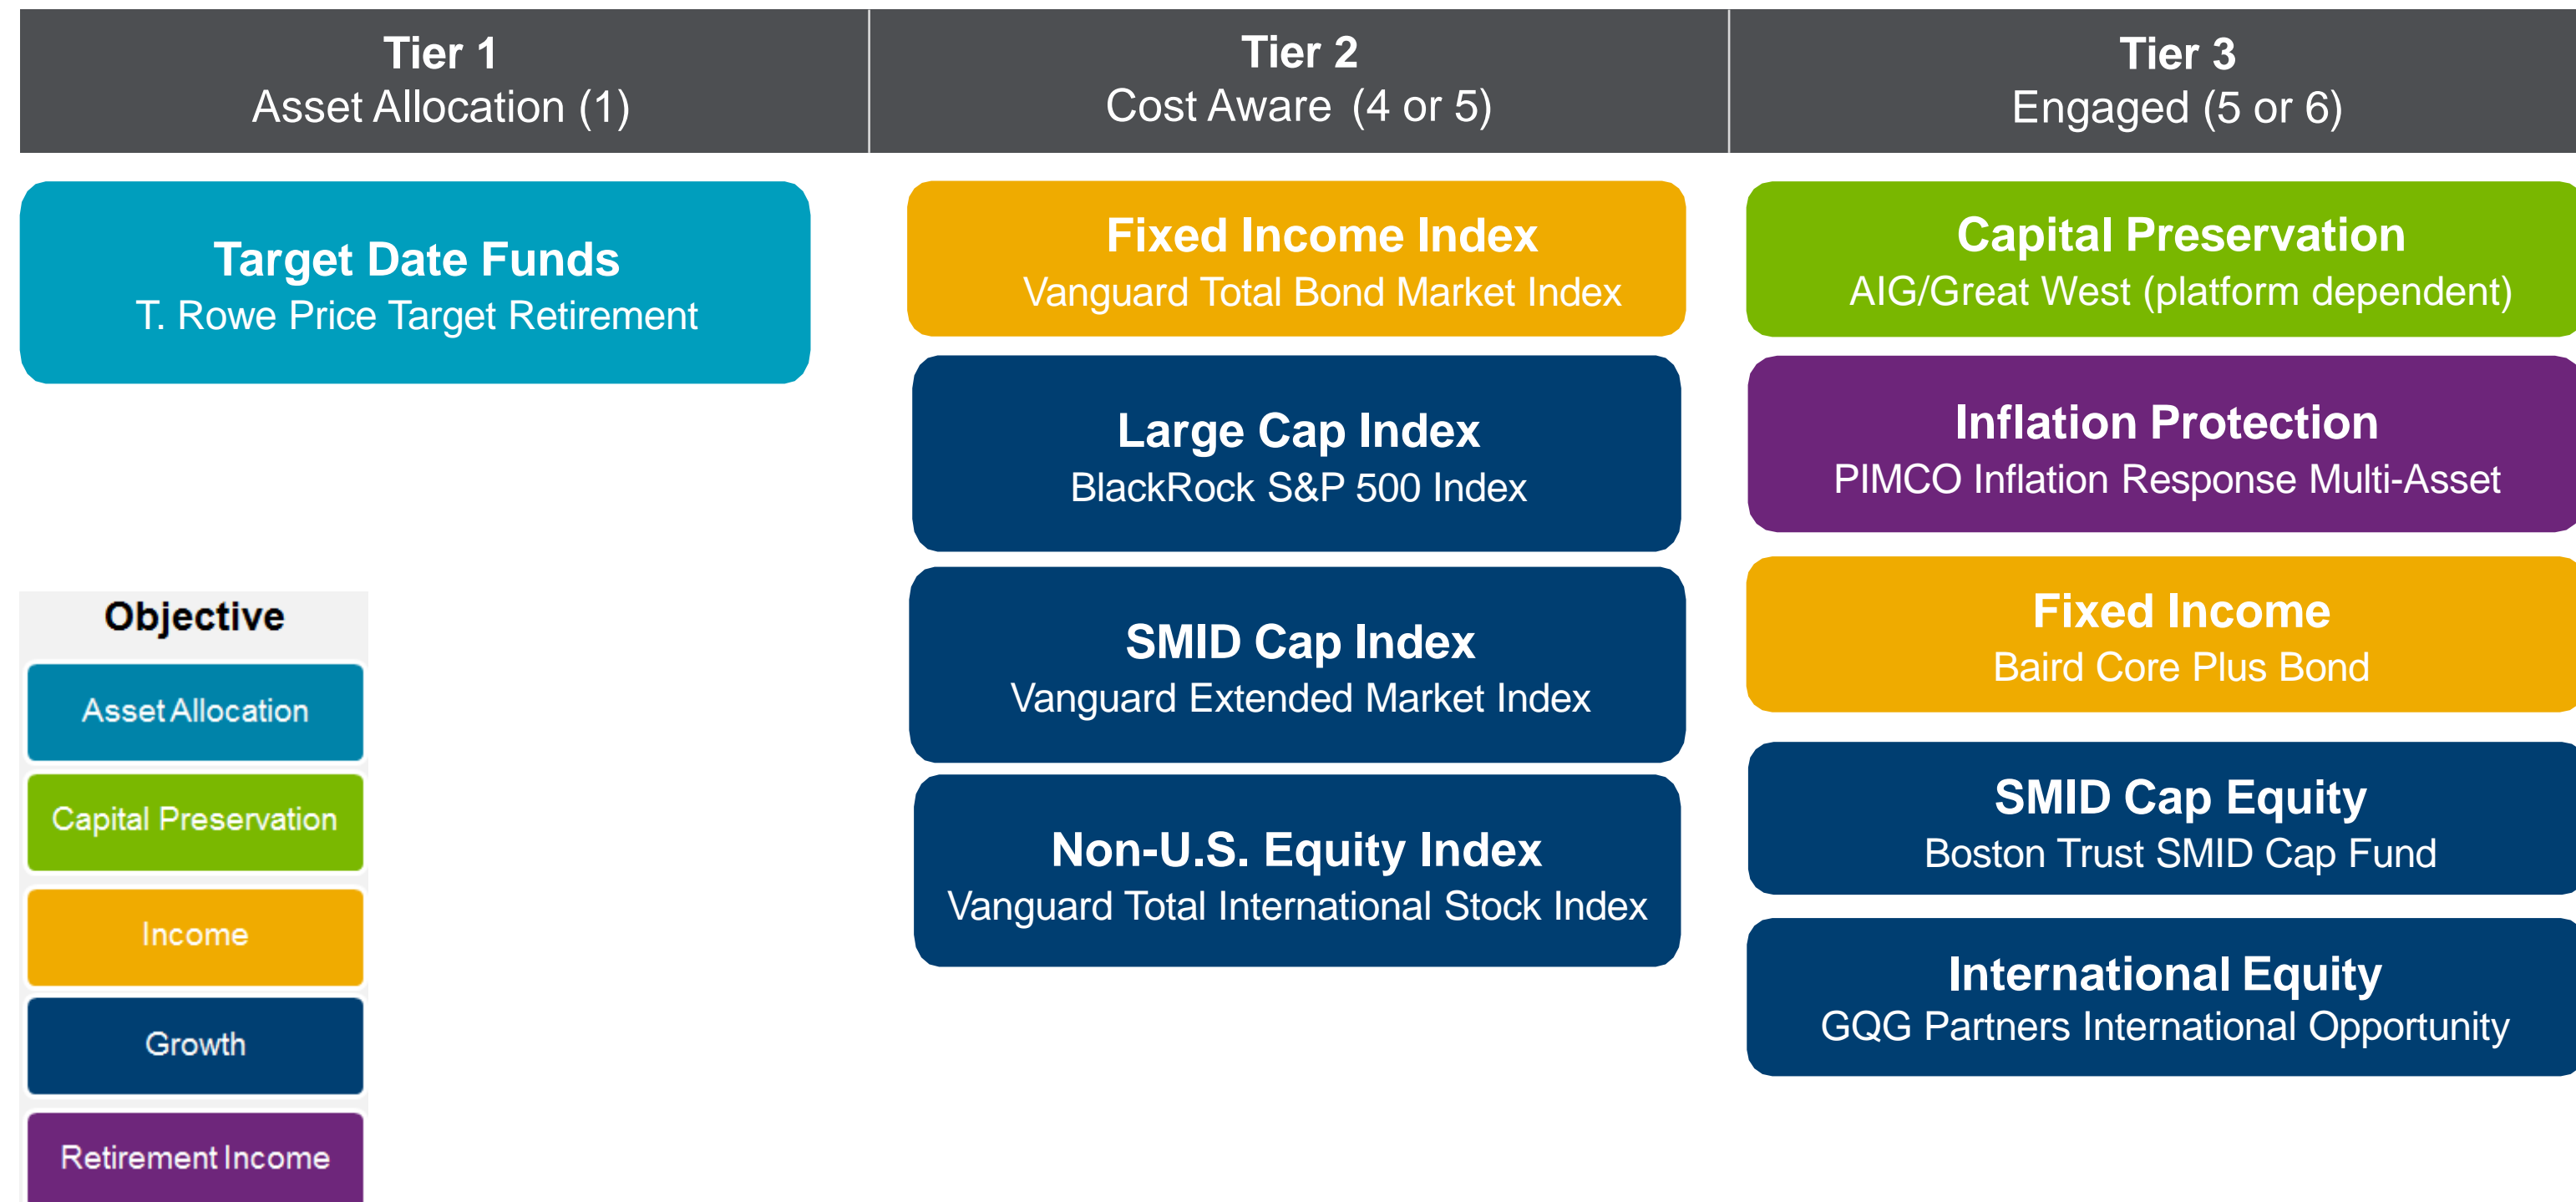 Tier 1
Asset Allocation (1)
Tier 2
Cost Aware (4 or 5)
Tier 3
Engaged (5 or 6)
Target Date Funds
T. Rowe Price Target Retirement
Fixed Income Index
Vanguard Total Bond Market Index
Large Cap Index
BlackRock S&P 500 Index
SMID Cap Index
Vanguard Extended Market Index
Non-U.S. Equity Index
Vanguard Total International Stock Index
Capital Preservation
AIG/Great West (platform dependent)
Inflation Protection
PIMCO Inflation Response Multi-Asset
Fixed Income
Baird Core Plus Bond
SMID Cap Equity
Boston Trust SMID Cap Fund
International Equity
GQG Partners International Opportunity
Objective
Asset Allocation
Capital Preservation
Income
Growth
Retirement Income